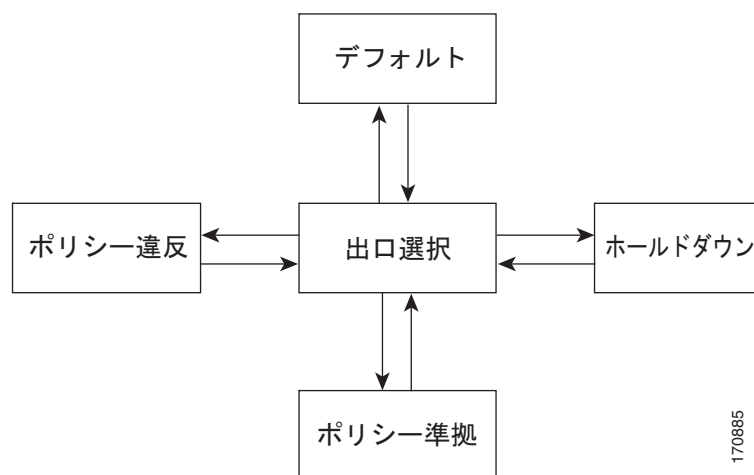 デフォルト
ポリシー違反
出口選択
ホールドダウン
ポリシー準拠
170885